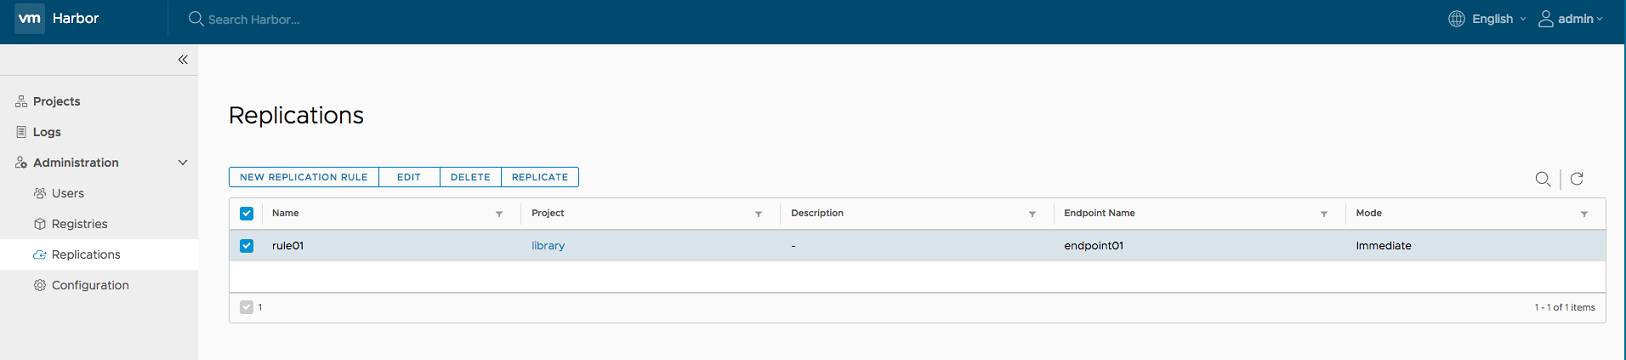 vm Harbor Search Harbor... English admin
Projects
Logs
Administration
Users
Registries
Replications
Configuration
Replications
NEW REPLICATION RULE EDIT DELETE REPLICATE
Name Project Description Endpoint Name Mode
rule01 library - endpoint01 Immediate
1 1 - 1 of 1 items